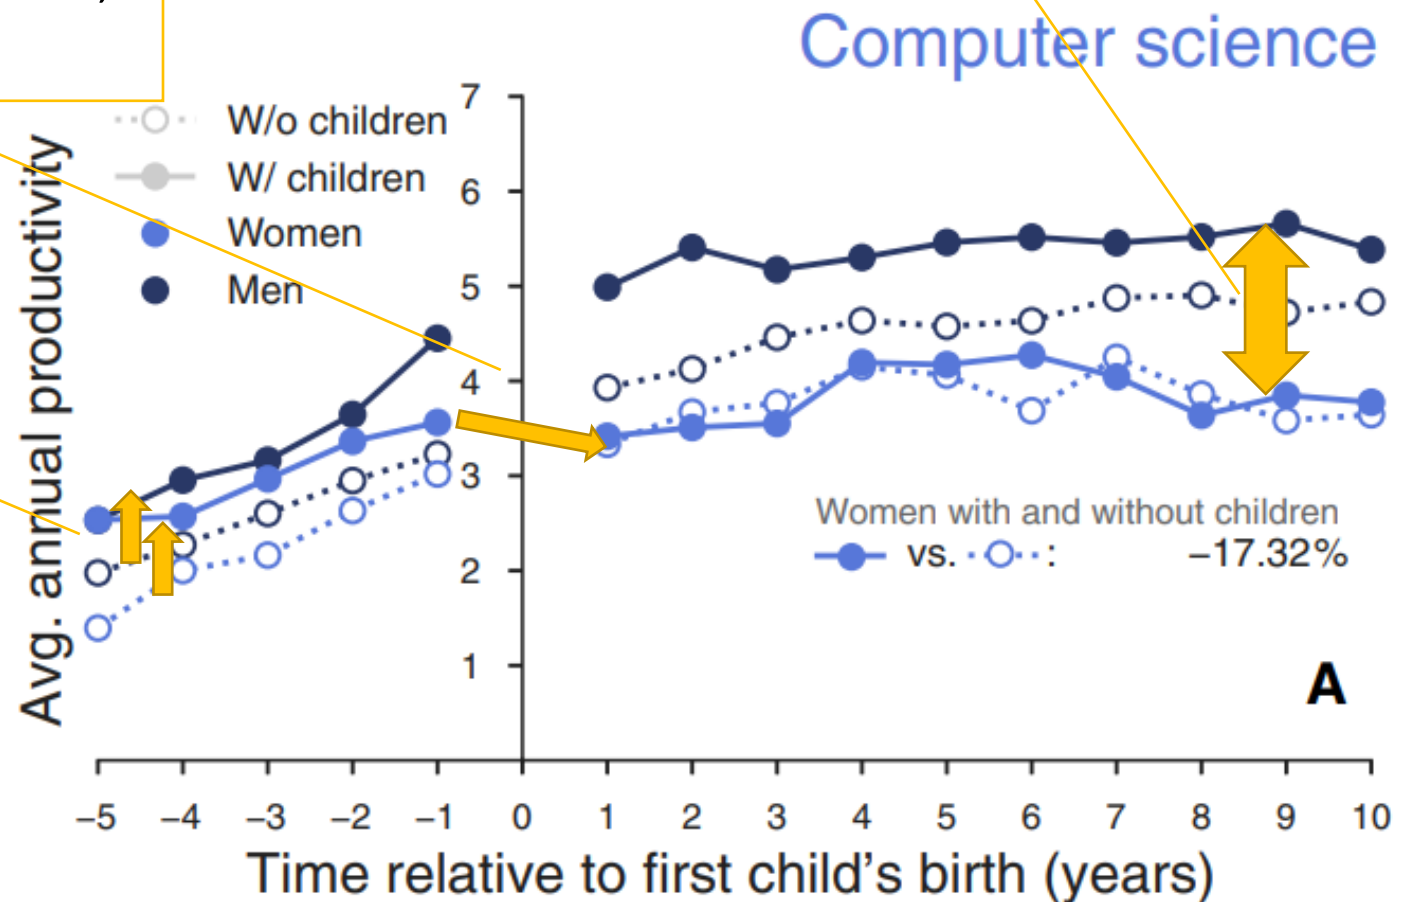 Computer science
W/o children
W/ children
Women
Men
Avg. annual productivity
7
6
5
4
3
2
1
Women with and without children
vs. : −17.32%
A
−5 −4 −3 −2 −1 0 1 2 3 4 5 6 7 8 9 10
Time relative to first child's birth (years)